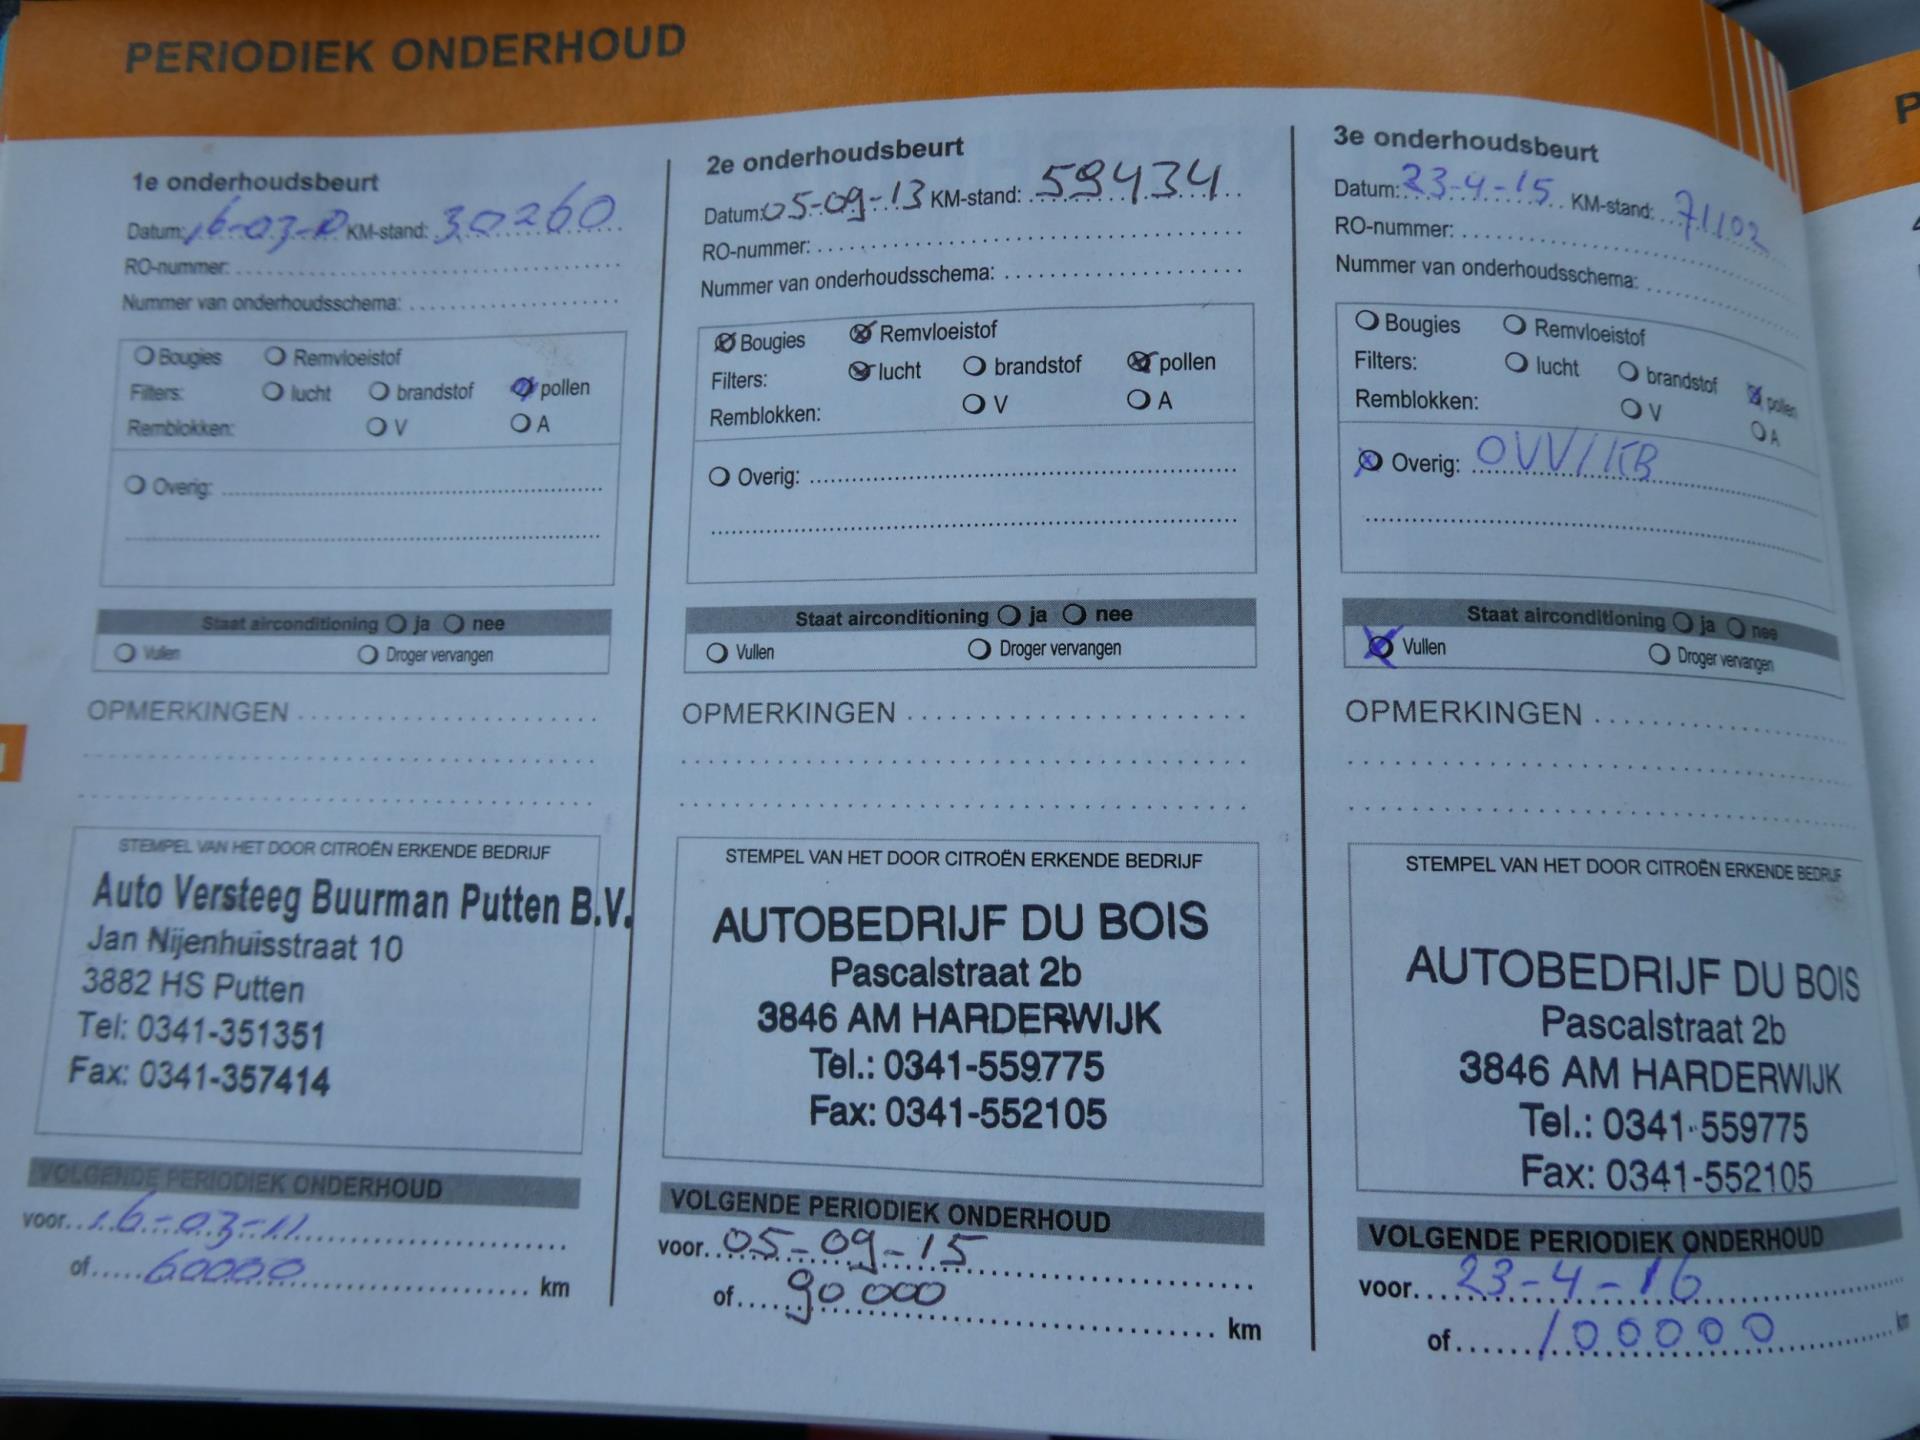 PERIODIEK ONDERHOUD
1e onderhoudsbeurt
Datum: 16-03-1 KM-stand: 30260
RO-nummer:
Nummer van onderhoudsschema:
Bougies Remvloeistof
Filters: lucht brandstof pollen
Remblokken: V A
Overig:
Staat airconditioning ja nee
Vullen Droger vervangen
OPMERKINGEN
STEMPEL VAN HET DOOR CITROËN ERKENDE BEDRIJF
Auto Versteeg Buurman Putten B.V.
Jan Nijenhuisstraat 10
3882 HS Putten
Tel: 0341-351351
Fax: 0341-357414
VOLGENDE PERIODIEK ONDERHOUD
voor 16-03-11
of 60000 km
2e onderhoudsbeurt
Datum: 05-09-13 KM-stand: 59434
RO-nummer:
Nummer van onderhoudsschema:
Bougies Remvloeistof
Filters: lucht brandstof pollen
Remblokken: V A
Overig:
Staat airconditioning ja nee
Vullen Droger vervangen
OPMERKINGEN
STEMPEL VAN HET DOOR CITROËN ERKENDE BEDRIJF
AUTOBEDRIJF DU BOIS
Pascalstraat 2b
3846 AM HARDERWIJK
Tel.: 0341-559775
Fax: 0341-552105
VOLGENDE PERIODIEK ONDERHOUD
voor 05-09-15
of 90000 km
3e onderhoudsbeurt
Datum: 23-4-15 KM-stand: 71102
RO-nummer:
Nummer van onderhoudsschema:
Bougies Remvloeistof
Filters: lucht brandstof pollen
Remblokken: V A
Overig: OVV/KB
Staat airconditioning ja nee
Vullen Droger vervangen
OPMERKINGEN
STEMPEL VAN HET DOOR CITROËN ERKENDE BEDRIJF
AUTOBEDRIJF DU BOIS
Pascalstraat 2b
3846 AM HARDERWIJK
Tel.: 0341-559775
Fax: 0341-552105
VOLGENDE PERIODIEK ONDERHOUD
voor 23-4-16
of 100000 km